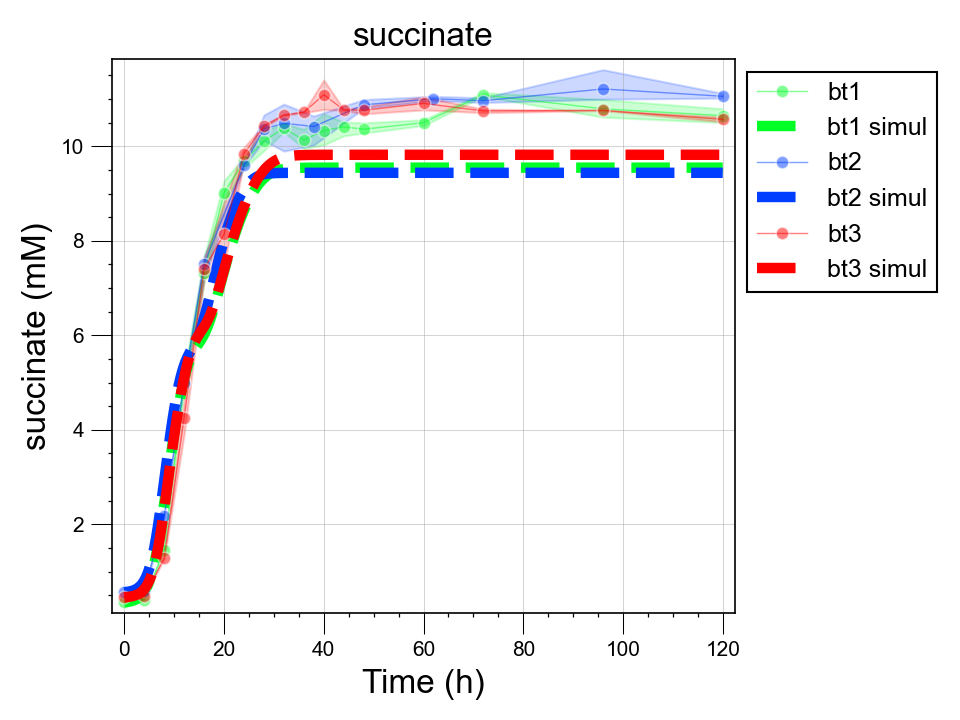 succinate
succinate (mM)
10
8
6
4
2
0 20 40 60 80 100 120
Time (h)
bt1
bt1 simul
bt2
bt2 simul
bt3
bt3 simul